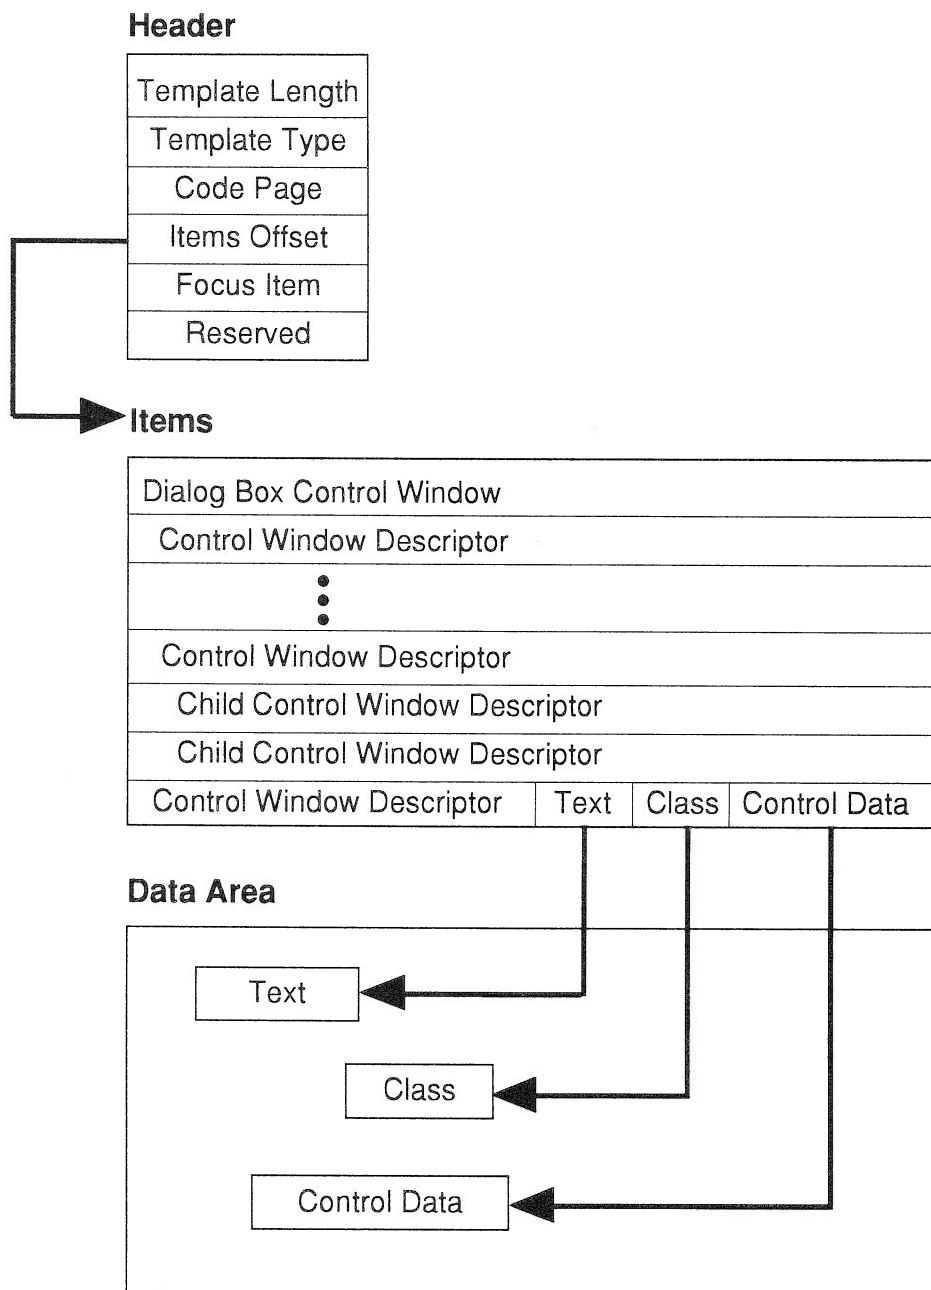 Header
Template Length
Template Type
Code Page
Items Offset
Focus Item
Reserved
Items
Dialog Box Control Window
Control Window Descriptor
Control Window Descriptor
Child Control Window Descriptor
Child Control Window Descriptor
Control Window Descriptor Text Class Control Data
Data Area
Text
Class
Control Data